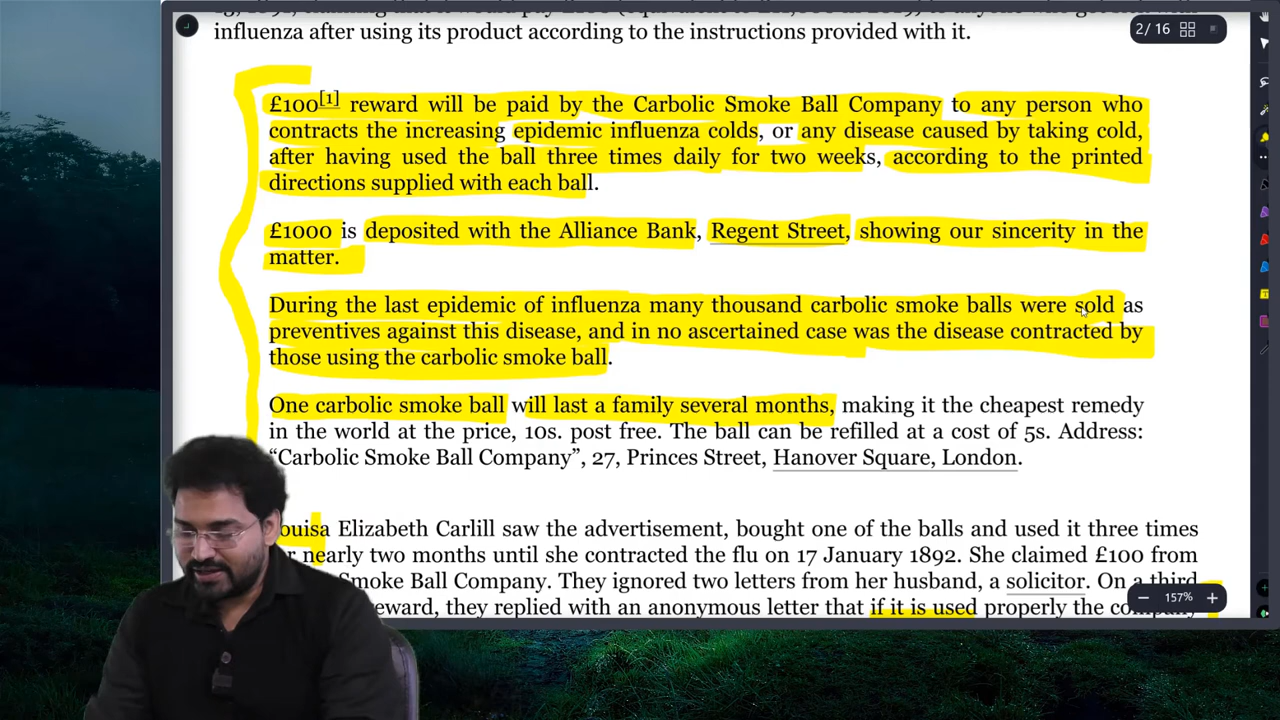 influenza after using its product according to the instructions provided with it.
2/16
£100[1] reward will be paid by the Carbolic Smoke Ball Company to any person who
contracts the increasing epidemic influenza colds, or any disease caused by taking cold,
after having used the ball three times daily for two weeks, according to the printed
directions supplied with each ball.
£1000 is deposited with the Alliance Bank, Regent Street, showing our sincerity in the
matter.
During the last epidemic of influenza many thousand carbolic smoke balls were sold as
preventives against this disease, and in no ascertained case was the disease contracted by
those using the carbolic smoke ball.
One carbolic smoke ball will last a family several months, making it the cheapest remedy
in the world at the price, 10s. post free. The ball can be refilled at a cost of 5s. Address:
“Carbolic Smoke Ball Company”, 27, Princes Street, Hanover Square, London.
Elizabeth Carlill saw the advertisement, bought one of the balls and used it three times
nearly two months until she contracted the flu on 17 January 1892. She claimed £100 from
Smoke Ball Company. They ignored two letters from her husband, a solicitor. On a third
reward, they replied with an anonymous letter that if it is used properly the company
157%